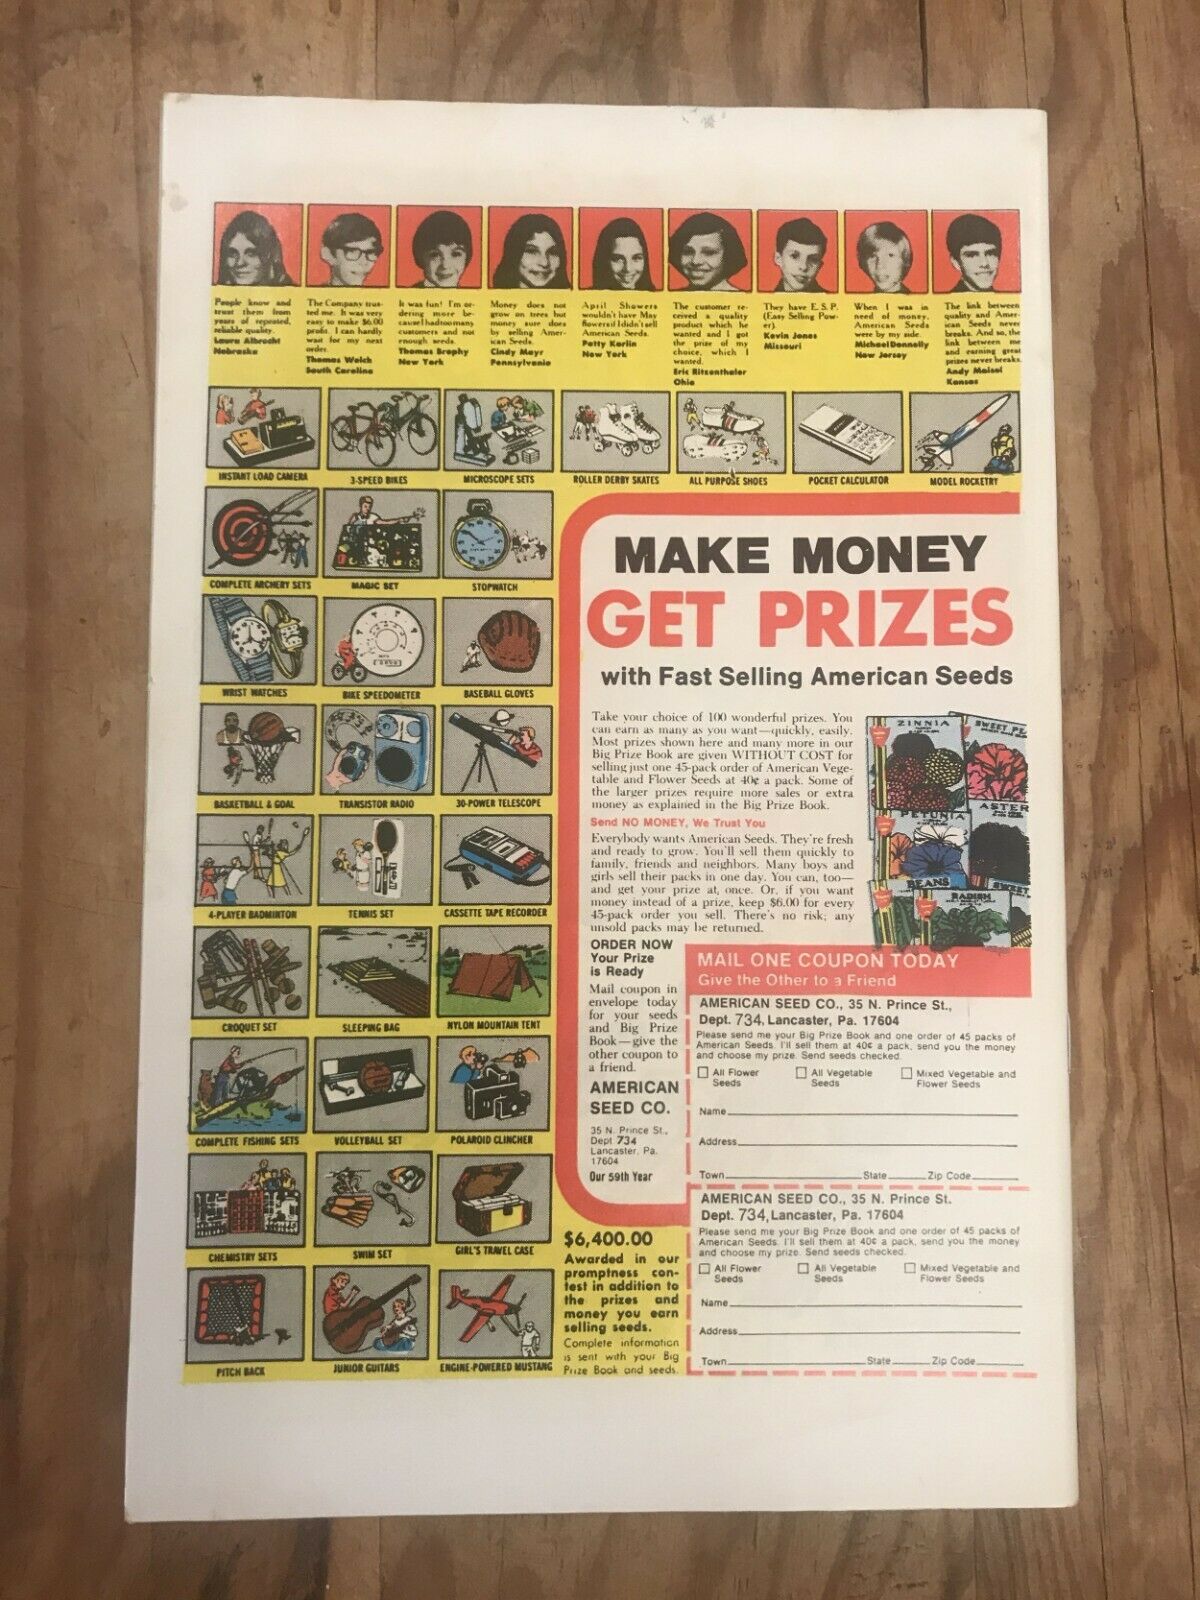 People know and
trust them from
years of repeated,
reliable quality.
Laura Albrecht
Nebraska
The Company trus-
ted me. It was very
easy to make $6.00
profit. I can hardly
wait for my next
order.
Thomas Welch
South Carolina
It was fun! I'm or-
dering more be-
cause I had too many
customers and not
enough seeds.
Thomas Brophy
New York
Money does not
grow on trees but
money sure does
by selling Amer-
ican Seeds.
Cindy Mayr
Pennsylvania
April Showers
wouldn't have May
flowers if I didn't sell
American Seeds.
Patty Karlin
New York
The customer re-
ceived a quality
product which he
wanted and I got
the prize of my
choice, which I
wanted.
Eric Ritzenthaler
Ohio
They have E. S. P.
(Easy Selling Pow-
er).
Kevin Jones
Missouri
When I was in
need of money,
American Seeds
were by my side.
Michael Donnelly
New Jersey
The link between
quality and Amer-
ican Seeds never
breaks. And so, the
link between me
and earning great
prizes never breaks.
Andy Maisel
Kansas
INSTANT LOAD CAMERA
3-SPEED BIKES
MICROSCOPE SETS
ROLLER DERBY SKATES
ALL PURPOSE SHOES
POCKET CALCULATOR
MODEL ROCKETRY
COMPLETE ARCHERY SETS
MAGIC SET
STOPWATCH
WRIST WATCHES
BIKE SPEEDOMETER
BASEBALL GLOVES
BASKETBALL & GOAL
TRANSISTOR RADIO
30-POWER TELESCOPE
4-PLAYER BADMINTON
TENNIS SET
CASSETTE TAPE RECORDER
CROQUET SET
SLEEPING BAG
NYLON MOUNTAIN TENT
COMPLETE FISHING SETS
VOLLEYBALL SET
POLAROID CLINCHER
CHEMISTRY SETS
SWIM SET
GIRL'S TRAVEL CASE
PITCH BACK
JUNIOR GUITARS
ENGINE-POWERED MUSTANG
MAKE MONEY
GET PRIZES
with Fast Selling American Seeds
Take your choice of 100 wonderful prizes. You
can earn as many as you want—quickly, easily.
Most prizes shown here and many more in our
Big Prize Book are given WITHOUT COST for
selling just one 45-pack order of American Vege-
table and Flower Seeds at 40¢ a pack. Some of
the larger prizes require more sales or extra
money as explained in the Big Prize Book.
Send NO MONEY, We Trust You
Everybody wants American Seeds. They're fresh
and ready to grow. You'll sell them quickly to
family, friends and neighbors. Many boys and
girls sell their packs in one day. You can, too—
and get your prize at, once. Or, if you want
money instead of a prize, keep $6.00 for every
45-pack order you sell. There's no risk; any
unsold packs may be returned.
ZINNIA
SWEET PE
ASTER
PETUNIA
BEANS
RADISH
SWEET
ORDER NOW
Your Prize
is Ready
Mail coupon in
envelope today
for your seeds
and Big Prize
Book—give the
other coupon to
a friend.
AMERICAN
SEED CO.
35 N. Prince St.,
Dept 734
Lancaster, Pa.
17604
Our 59th Year
$6,400.00
Awarded in our
promptness con-
test in addition to
the prizes and
money you earn
selling seeds.
Complete information
is sent with your Big
Prize Book and seeds.
MAIL ONE COUPON TODAY
Give the Other to a Friend
AMERICAN SEED CO., 35 N. Prince St.,
Dept. 734, Lancaster, Pa. 17604
Please send me your Big Prize Book and one order of 45 packs of
American Seeds. I'll sell them at 40¢ a pack, send you the money
and choose my prize. Send seeds checked.
All Flower Seeds
All Vegetable Seeds
Mixed Vegetable and Flower Seeds
Name
Address
Town State Zip Code
AMERICAN SEED CO., 35 N. Prince St.
Dept. 734, Lancaster, Pa. 17604
Please send me your Big Prize Book and one order of 45 packs of
American Seeds. I'll sell them at 40¢ a pack, send you the money
and choose my prize. Send seeds checked.
All Flower Seeds
All Vegetable Seeds
Mixed Vegetable and Flower Seeds
Name
Address
Town State Zip Code